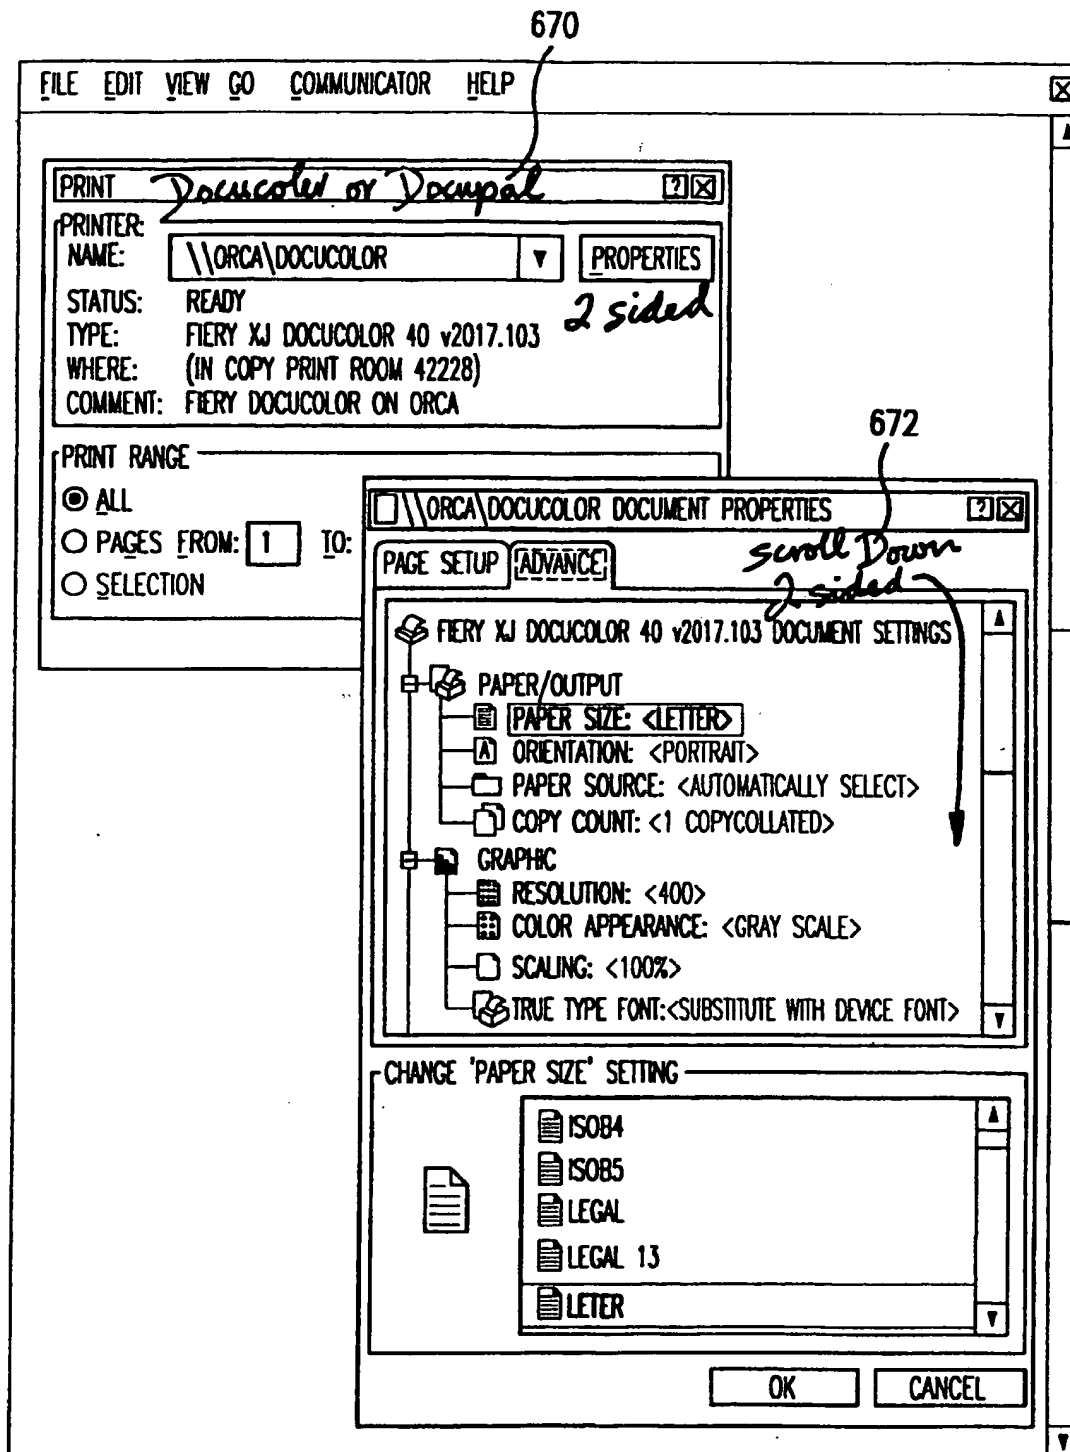 670
FILE EDIT VIEW GO COMMUNICATOR HELP
PRINT Docucolor or Docupal
PRINTER:
NAME: \\ORCA\DOCUCOLOR PROPERTIES
2 sided
STATUS: READY
TYPE: FIERY XJ DOCUCOLOR 40 v2017.103
WHERE: (IN COPY PRINT ROOM 42228)
COMMENT: FIERY DOCUCOLOR ON ORCA
PRINT RANGE
ALL
PAGES FROM: 1 TO:
SELECTION
672
\\ORCA\DOCUCOLOR DOCUMENT PROPERTIES
PAGE SETUP ADVANCE
scroll Down
2 sided
FIERY XJ DOCUCOLOR 40 v2017.103 DOCUMENT SETTINGS
PAPER/OUTPUT
PAPER SIZE: <LETTER>
ORIENTATION: <PORTRAIT>
PAPER SOURCE: <AUTOMATICALLY SELECT>
COPY COUNT: <1 COPYCOLLATED>
GRAPHIC
RESOLUTION: <400>
COLOR APPEARANCE: <GRAY SCALE>
SCALING: <100%>
TRUE TYPE FONT:<SUBSTITUTE WITH DEVICE FONT>
CHANGE 'PAPER SIZE' SETTING
ISOB4
ISOB5
LEGAL
LEGAL 13
LETER
OK CANCEL